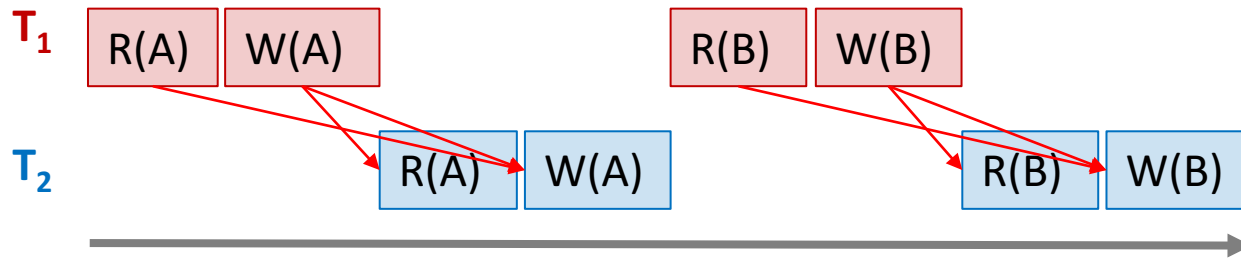 T₁ R(A) W(A) R(B) W(B)
T₂ R(A) W(A) R(B) W(B)